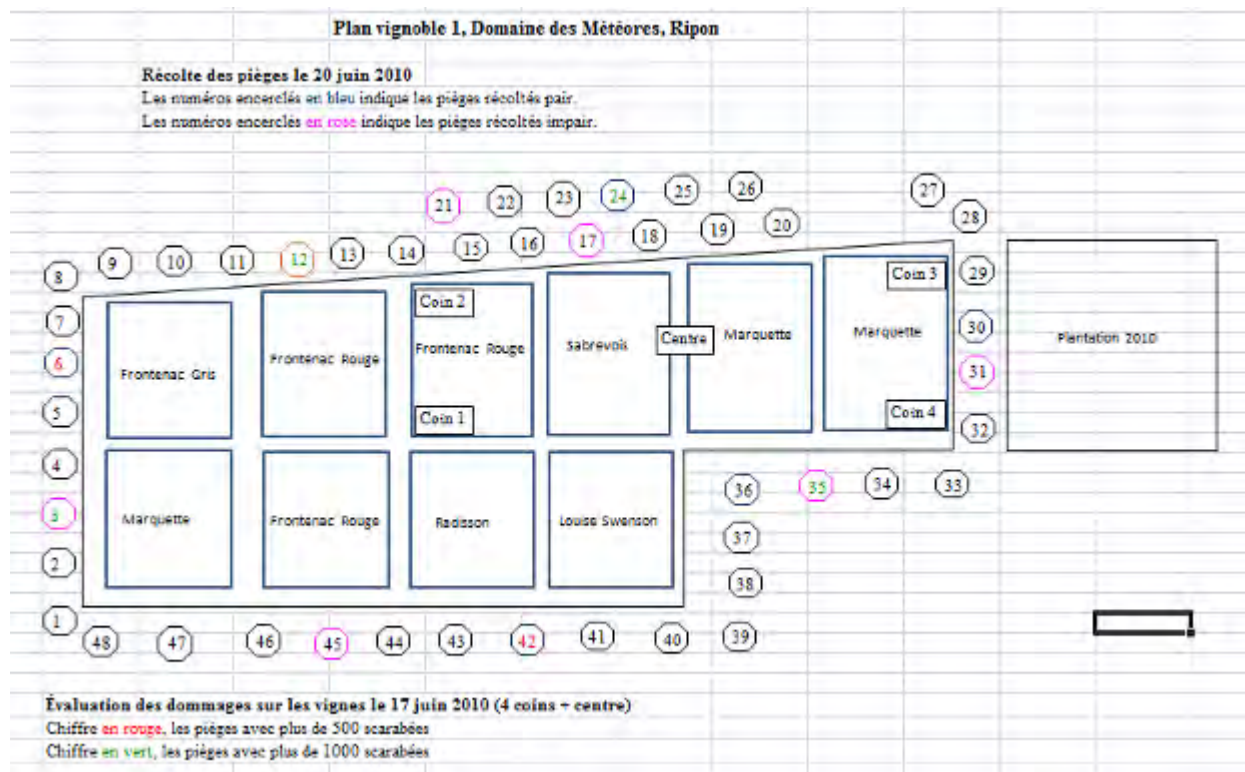 Plan vignoble 1, Domaine des Météores, Ripon
Récolte des pièges le 20 juin 2010
Les numéros encerclés en bleu indique les pièges récoltés pair.
Les numéros encerclés en rose indique les pièges récoltés impair.
21 22 23 24 25 26 27
28
8 9 10 11 12 13 14 15 16 17 18 19 20
Coin 2 Coin 3 29
7 30
Frontenac Gris Frontenac Rouge Frontenac Rouge Sabrevois Centre Marquette Marquette Plantation 2010
6 31
5 Coin 1 Coin 4 32
4 36 35 34 33
3 Marquette Frontenac Rouge Radisson Louise Swenson
37
2 38
1
48 47 46 45 44 43 42 41 40 39
Évaluation des dommages sur les vignes le 17 juin 2010 (4 coins + centre)
Chiffre en rouge, les pièges avec plus de 500 scarabées
Chiffre en vert, les pièges avec plus de 1000 scarabées